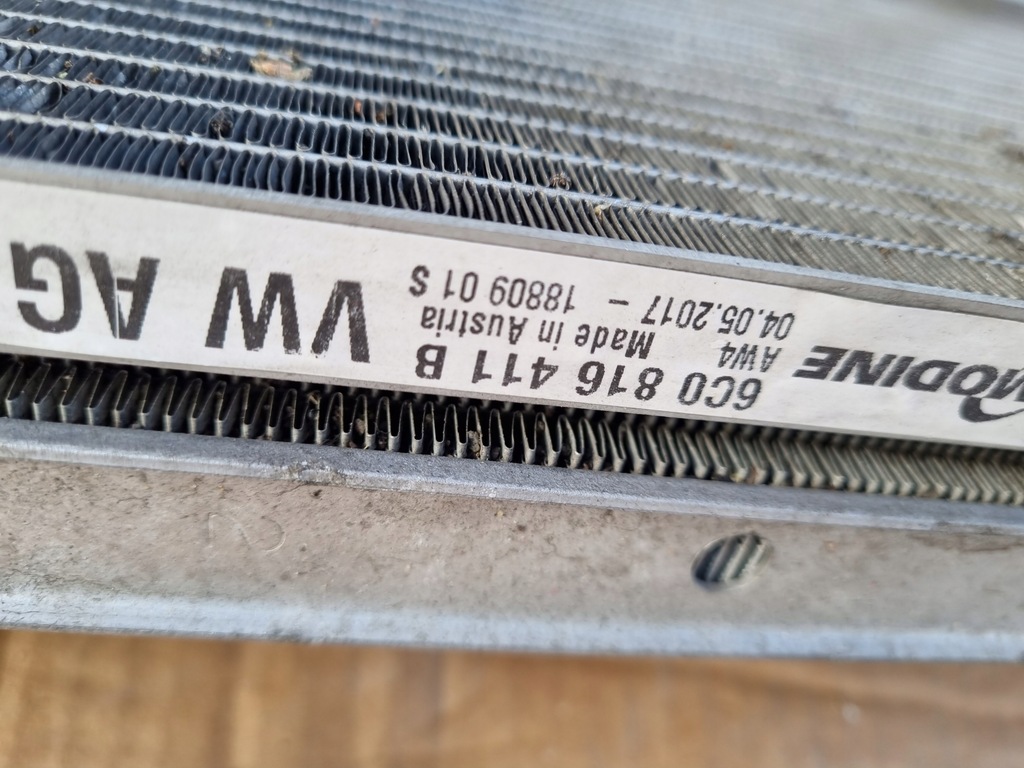 MODINE
6C0 816 411 B
AW4 Made in Austria
04.05.2017 - 18809 01 S
VW AG